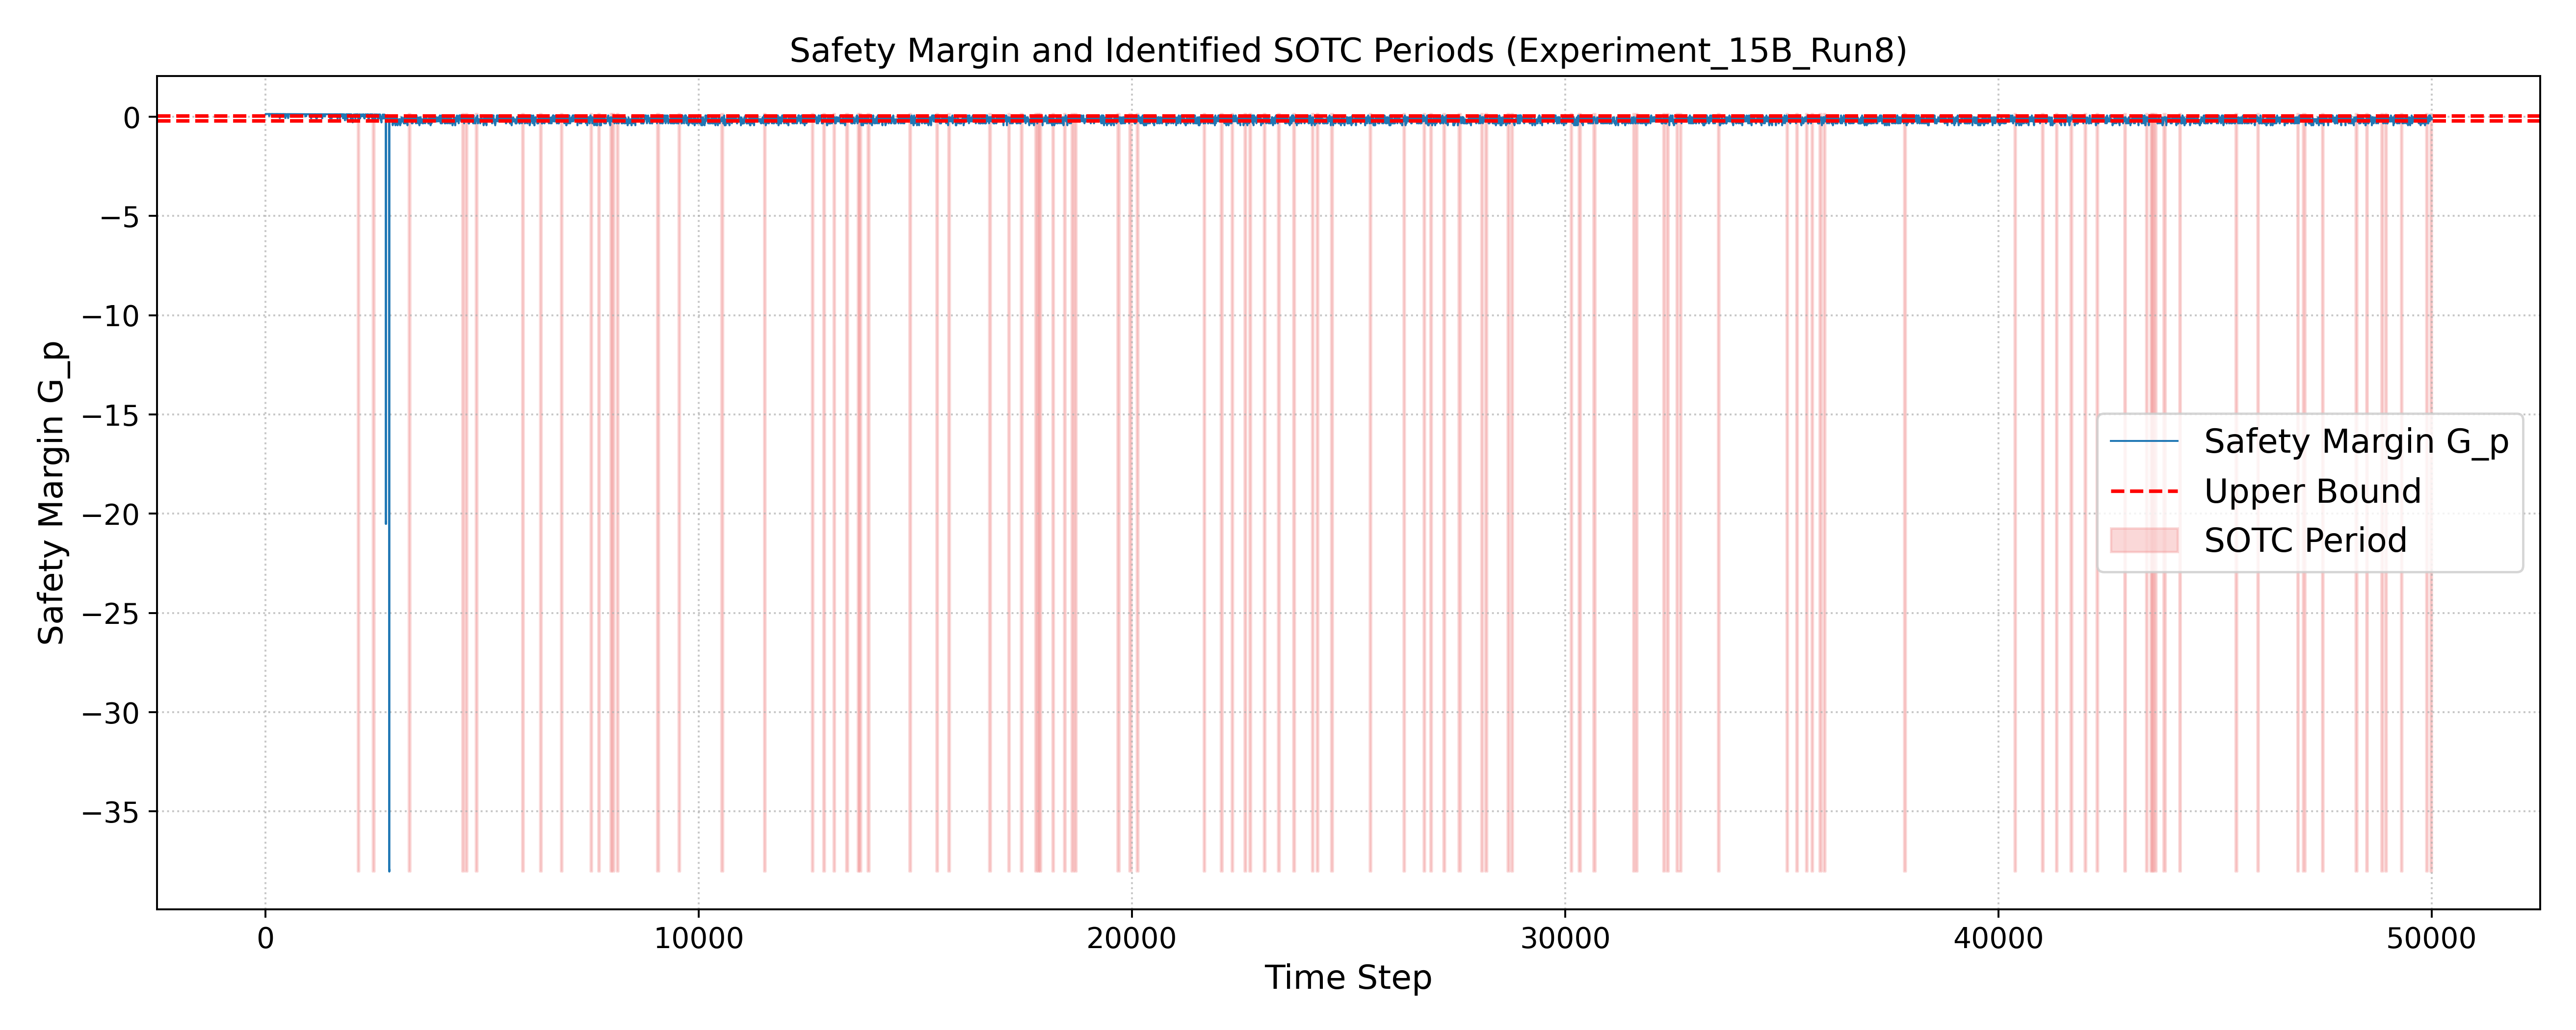 Safety Margin and Identified SOTC Periods (Experiment_15B_Run8)
Safety Margin G_p
0
−5
−10
−15
−20
−25
−30
−35
Safety Margin G_p
Upper Bound
SOTC Period
0
10000
20000
30000
40000
50000
Time Step